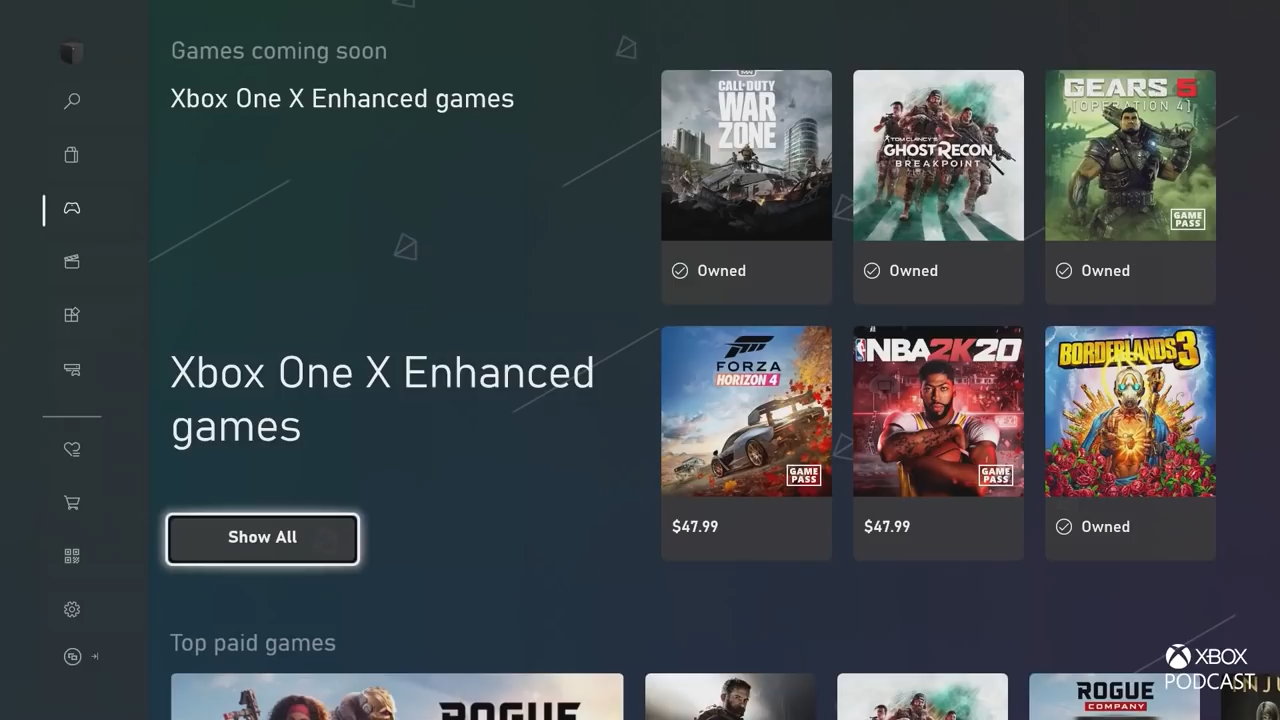 Games coming soon
Xbox One X Enhanced games
CALL OF DUTY
WAR
ZONE
Owned
TOM CLANCY'S
GHOST RECON
BREAKPOINT
Owned
GEARS 5
[OPERATION 4]
GAME
PASS
Owned
Xbox One X Enhanced
games
Show All
FORZA
HORIZON 4
GAME
PASS
$47.99
NBA2K20
GAME
PASS
$47.99
BORDERLANDS 3
Owned
Top paid games
ROGUE
ROGUE
COMPANY
XBOX
PODCAST